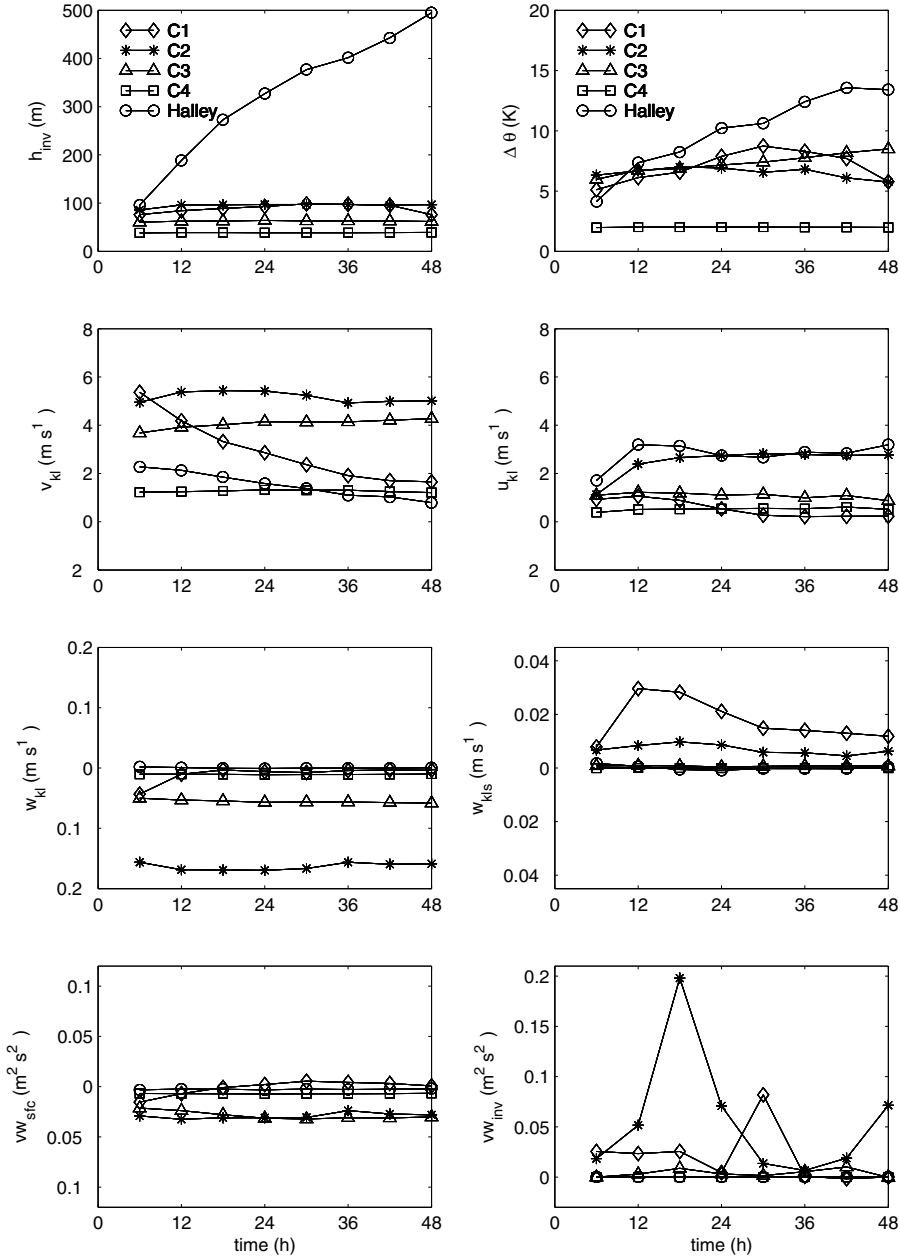 500
400
300
200
100
0
h_inv (m)
C1
C2
C3
C4
Halley
0 12 24 36 48
20
15
10
5
0
Δ θ (K)
C1
C2
C3
C4
Halley
0 12 24 36 48
8
6
4
2
0
2
v_kl (m s^1)
0 12 24 36 48
8
6
4
2
0
2
u_kl (m s^1)
0 12 24 36 48
0.2
0.1
0
0.1
0.2
w_kl (m s^1)
0 12 24 36 48
0.04
0.02
0
0.02
0.04
w_kls (m s^1)
0 12 24 36 48
0.1
0.05
0
0.05
0.1
vw_sfc (m^2 s^2)
0 12 24 36 48
time (h)
0.2
0.15
0.1
0.05
0
vw_inv (m^2 s^2)
0 12 24 36 48
time (h)